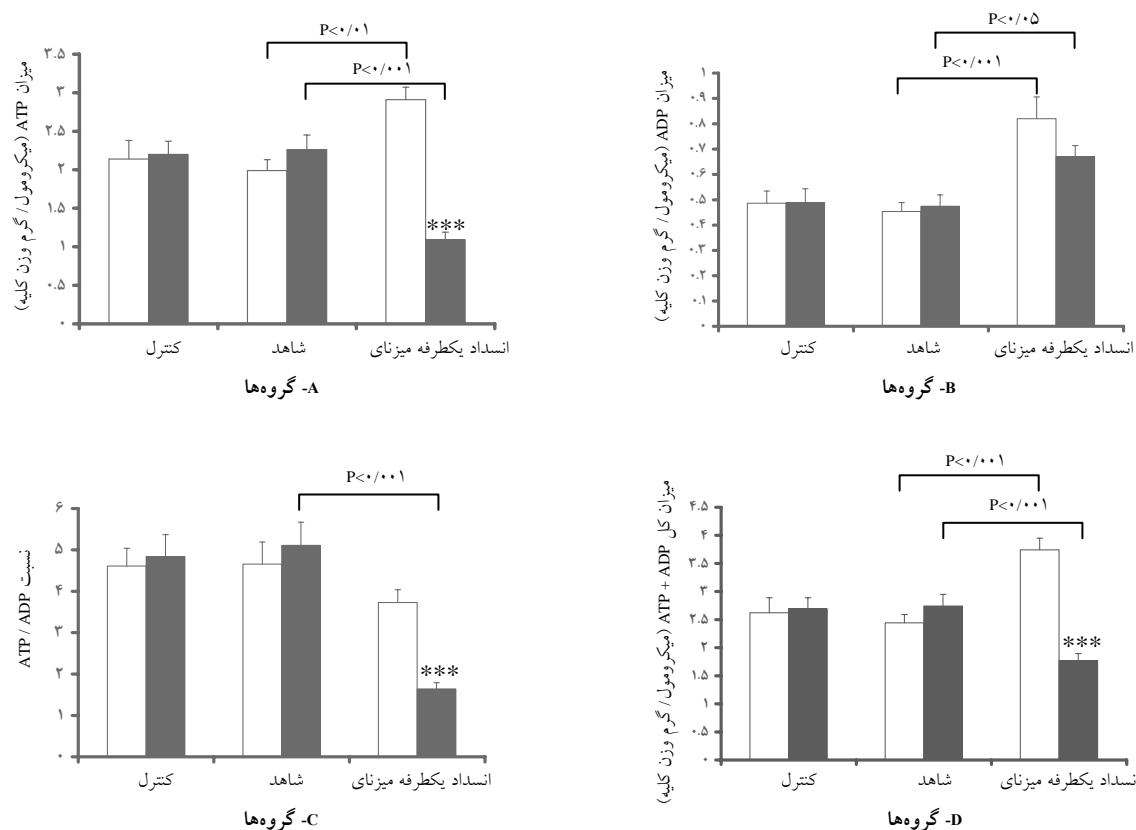 P<۰/۰۱
P<۰/۰۰۱
میزان ATP (میکرومول/ گرم وزن کلیه)
۳.۵
۳
۲.۵
۲
۱.۵
۱
۰.۵
۰
***
کنترل
شاهد
انسداد یکطرفه میزنای
A- گروه‌ها
P<۰/۰۵
P<۰/۰۰۱
میزان ADP (میکرومول/ گرم وزن کلیه)
۱
۰.۹
۰.۸
۰.۷
۰.۶
۰.۵
۰.۴
۰.۳
۰.۲
۰.۱
۰
کنترل
شاهد
انسداد یکطرفه میزنای
B- گروه‌ها
P<۰/۰۰۱
نسبت ATP / ADP
۶
۵
۴
۳
۲
۱
۰
***
کنترل
شاهد
انسداد یکطرفه میزنای
C- گروه‌ها
P<۰/۰۰۱
P<۰/۰۰۱
میزان کل ATP + ADP (میکرومول/ گرم وزن کلیه)
۴.۵
۴
۳.۵
۳
۲.۵
۲
۱.۵
۱
۰.۵
۰
***
کنترل
شاهد
نسداد یکطرفه میزنای
D- گروه‌ها